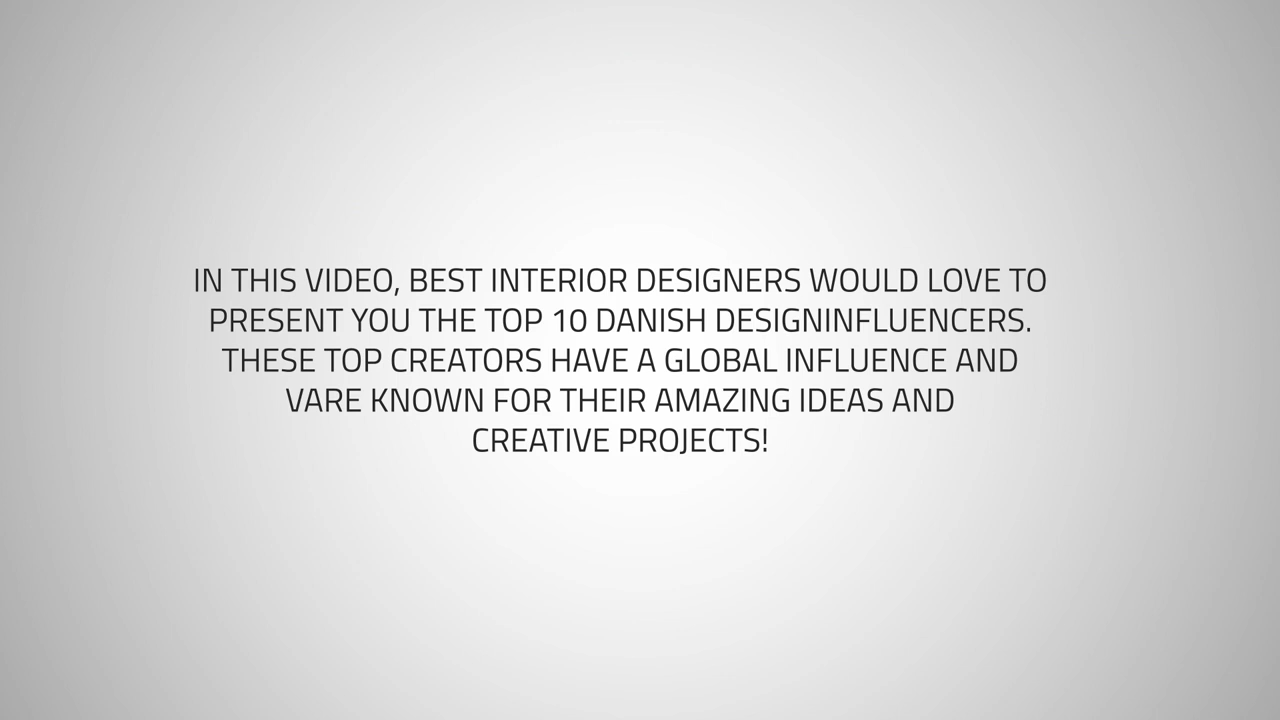 IN THIS VIDEO, BEST INTERIOR DESIGNERS WOULD LOVE TO
PRESENT YOU THE TOP 10 DANISH DESIGNINFLUENCERS.
THESE TOP CREATORS HAVE A GLOBAL INFLUENCE AND
VARE KNOWN FOR THEIR AMAZING IDEAS AND
CREATIVE PROJECTS!